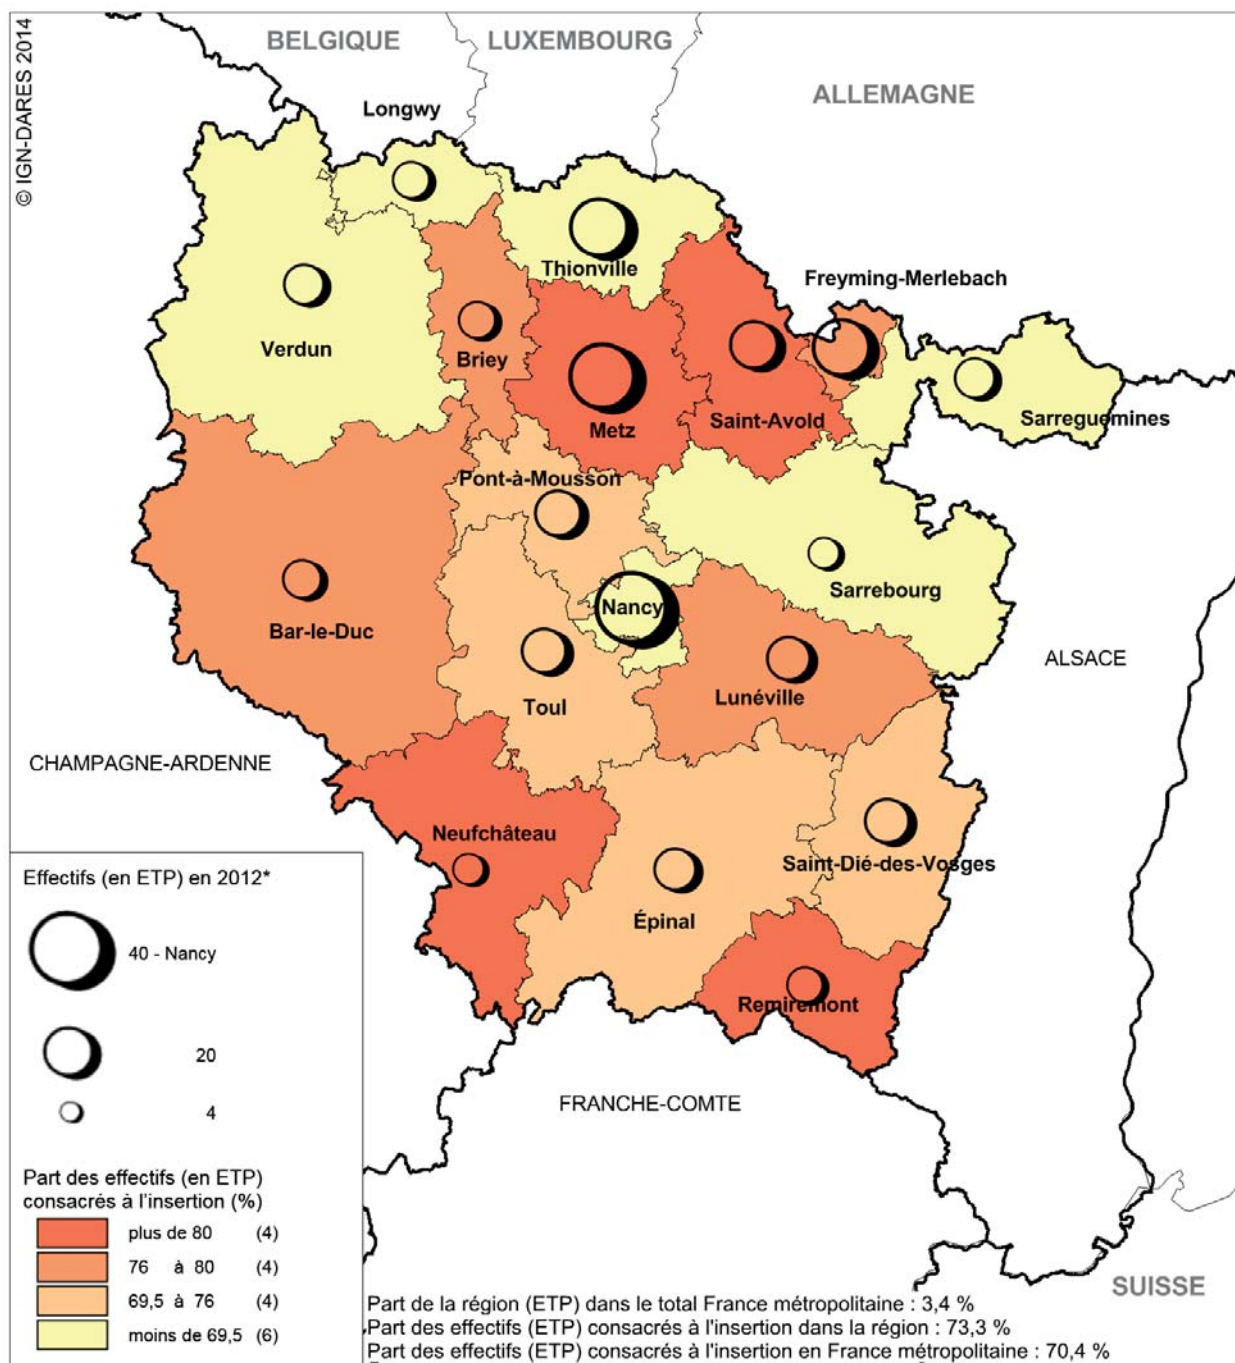 © IGN-DARES 2014
BELGIQUE
LUXEMBOURG
ALLEMAGNE
Longwy
Thionville
Freyming-Merlebach
Verdun
Briey
Metz
Saint-Avold
Sarreguemines
Pont-à-Mousson
Nancy
Sarrebourg
Bar-le-Duc
Toul
Lunéville
ALSACE
CHAMPAGNE-ARDENNE
Neufchâteau
Saint-Dié-des-Vosges
Épinal
Remiremont
FRANCHE-COMTE
SUISSE
Effectifs (en ETP) en 2012*
40 - Nancy
20
4
Part des effectifs (en ETP)
consacrés à l'insertion (%)
plus de 80 (4)
76 à 80 (4)
69,5 à 76 (4)
moins de 69,5 (6)
Part de la région (ETP) dans le total France métropolitaine : 3,4 %
Part des effectifs (ETP) consacrés à l'insertion dans la région : 73,3 %
Part des effectifs (ETP) consacrés à l'insertion en France métropolitaine : 70,4 %